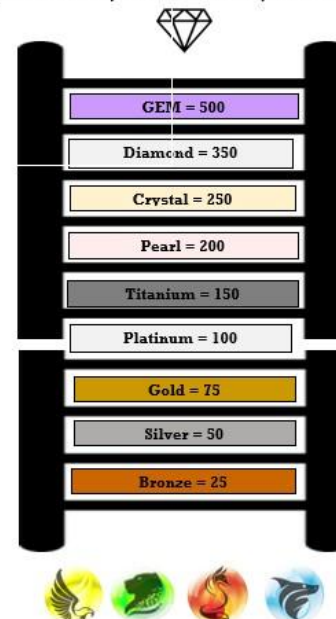 GEM = 500
Diamond = 350
Crystal = 250
Pearl = 200
Titanium = 150
Platinum = 100
Gold = 75
Silver = 50
Bronze = 25